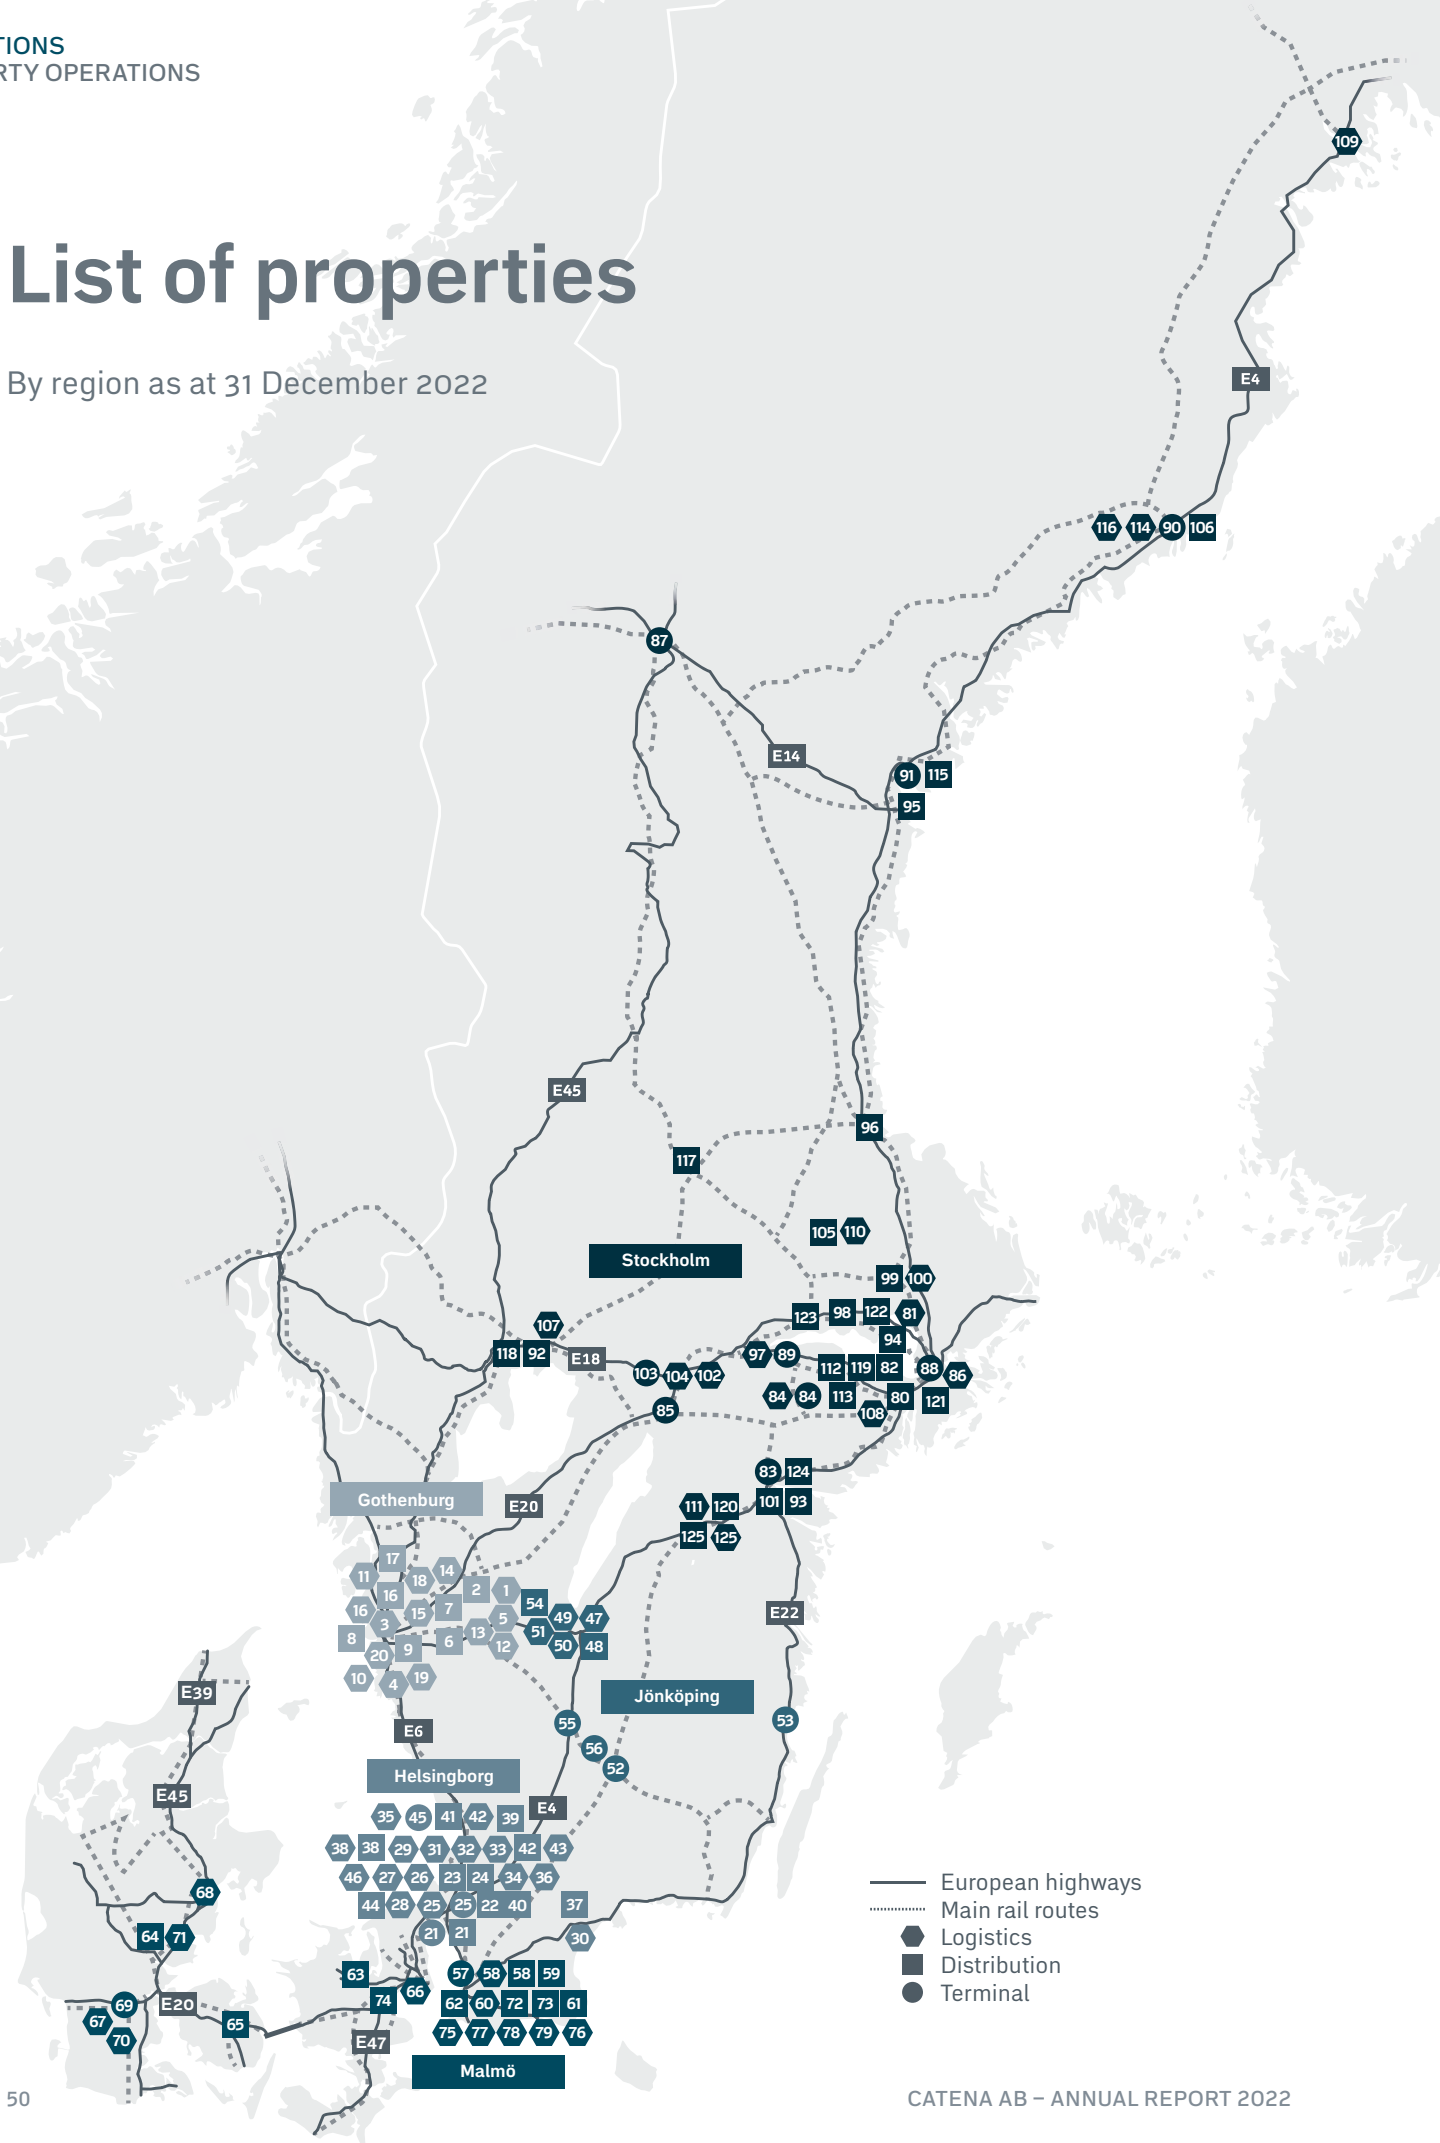 TIONS
RTY OPERATIONS
List of properties
By region as at 31 December 2022
109
E4
116 114 90 106
87
E14
91 115
95
E45
96
117
105 110
Stockholm
99 100
123 98 122 81
107
94
118 92 E18
97 89
112 119 82 88 86
103 104 102
84 84 113 80 121
85
108
83 124
Gothenburg
E20
111 120 101 93
125 125
17
11 18 14
16 2 1
54
16 3 15 7 5 49 47
8 6 13 51
20 9 12 50 48
10 4 19
E22
E39
Jönköping
55
53
E6
56
52
Helsingborg
E45
35 45 41 42 39 E4
38 38 29 31 32 33 42 43
46 27 26 23 24 34 36
68
44 28 25 25 22 40 37
21 21
30
64 71
63
57 58 58 59
66
69 E20
74
62 60 72 73 61
67
65
70
E47
75 77 78 79 76
Malmö
European highways
Main rail routes
Logistics
Distribution
Terminal
50
CATENA AB – ANNUAL REPORT 2022